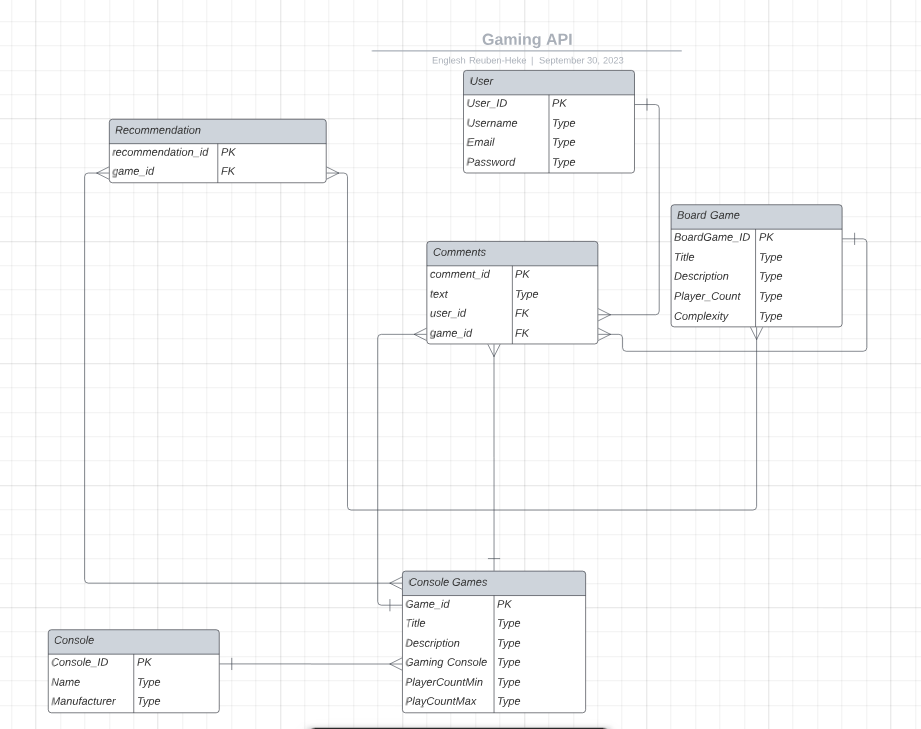 Gaming API
Englesh Reuben-Heke | September 30, 2023
User
User_ID PK
Username Type
Email Type
Password Type
Recommendation
recommendation_id PK
game_id FK
Board Game
BoardGame_ID PK
Title Type
Description Type
Player_Count Type
Complexity Type
Comments
comment_id PK
text Type
user_id FK
game_id FK
Console Games
Game_id PK
Title Type
Description Type
Gaming Console Type
PlayerCountMin Type
PlayCountMax Type
Console
Console_ID PK
Name Type
Manufacturer Type